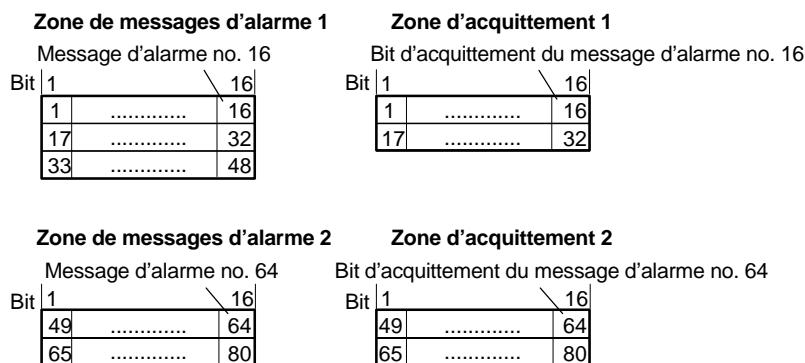 Zone de messages d'alarme 1 Zone d'acquittement 1
Message d'alarme no. 16 Bit d'acquittement du message d'alarme no. 16
Bit 1 16 Bit 1 16
1 ............. 16 1 ............. 16
17 ............. 32 17 ............. 32
33 ............. 48
Zone de messages d'alarme 2 Zone d'acquittement 2
Message d'alarme no. 64 Bit d'acquittement du message d'alarme no. 64
Bit 1 16 Bit 1 16
49 ............. 64 49 ............. 64
65 ............. 80 65 ............. 80